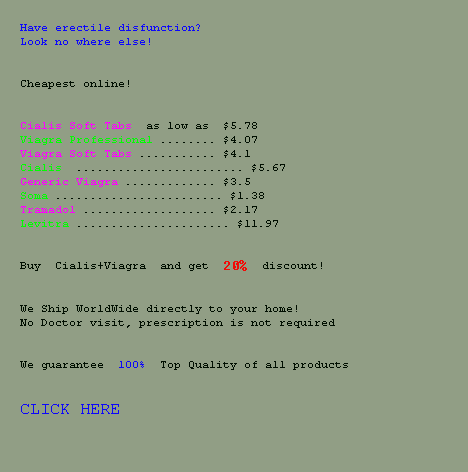 Have erectile disfunction?
Look no where else!
Cheapest online!
Cialis Soft Tabs as low as $5.78
Viagra Professional ........ $4.07
Viagra Soft Tabs ........... $4.1
Cialis .......................... $5.67
Generic Viagra ............. $3.5
Soma ......................... $1.38
Tramadol ................... $2.17
Levitra ...................... $11.97
Buy Cialis+Viagra and get 20% discount!
We Ship WorldWide directly to your home!
No Doctor visit, prescription is not required
We guarantee 100% Top Quality of all products
CLICK HERE